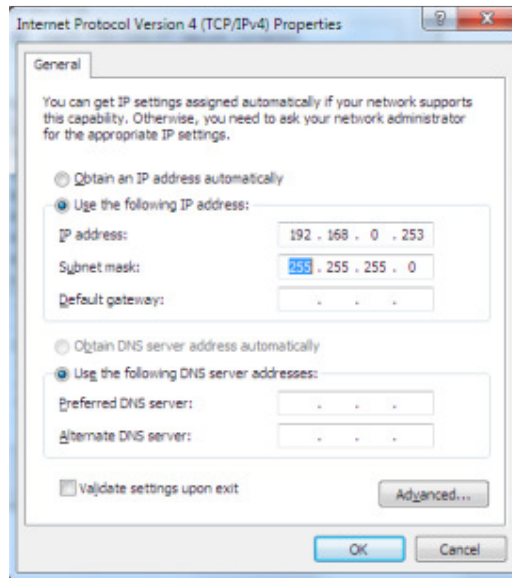 Internet Protocol Version 4 (TCP/IPv4) Properties
General
You can get IP settings assigned automatically if your network supports
this capability. Otherwise, you need to ask your network administrator
for the appropriate IP settings.
Obtain an IP address automatically
Use the following IP address:
IP address: 192 . 168 . 0 . 253
Subnet mask: 255 . 255 . 255 . 0
Default gateway: . . .
Obtain DNS server address automatically
Use the following DNS server addresses:
Preferred DNS server: . . .
Alternate DNS server: . . .
Validate settings upon exit
Advanced...
OK Cancel